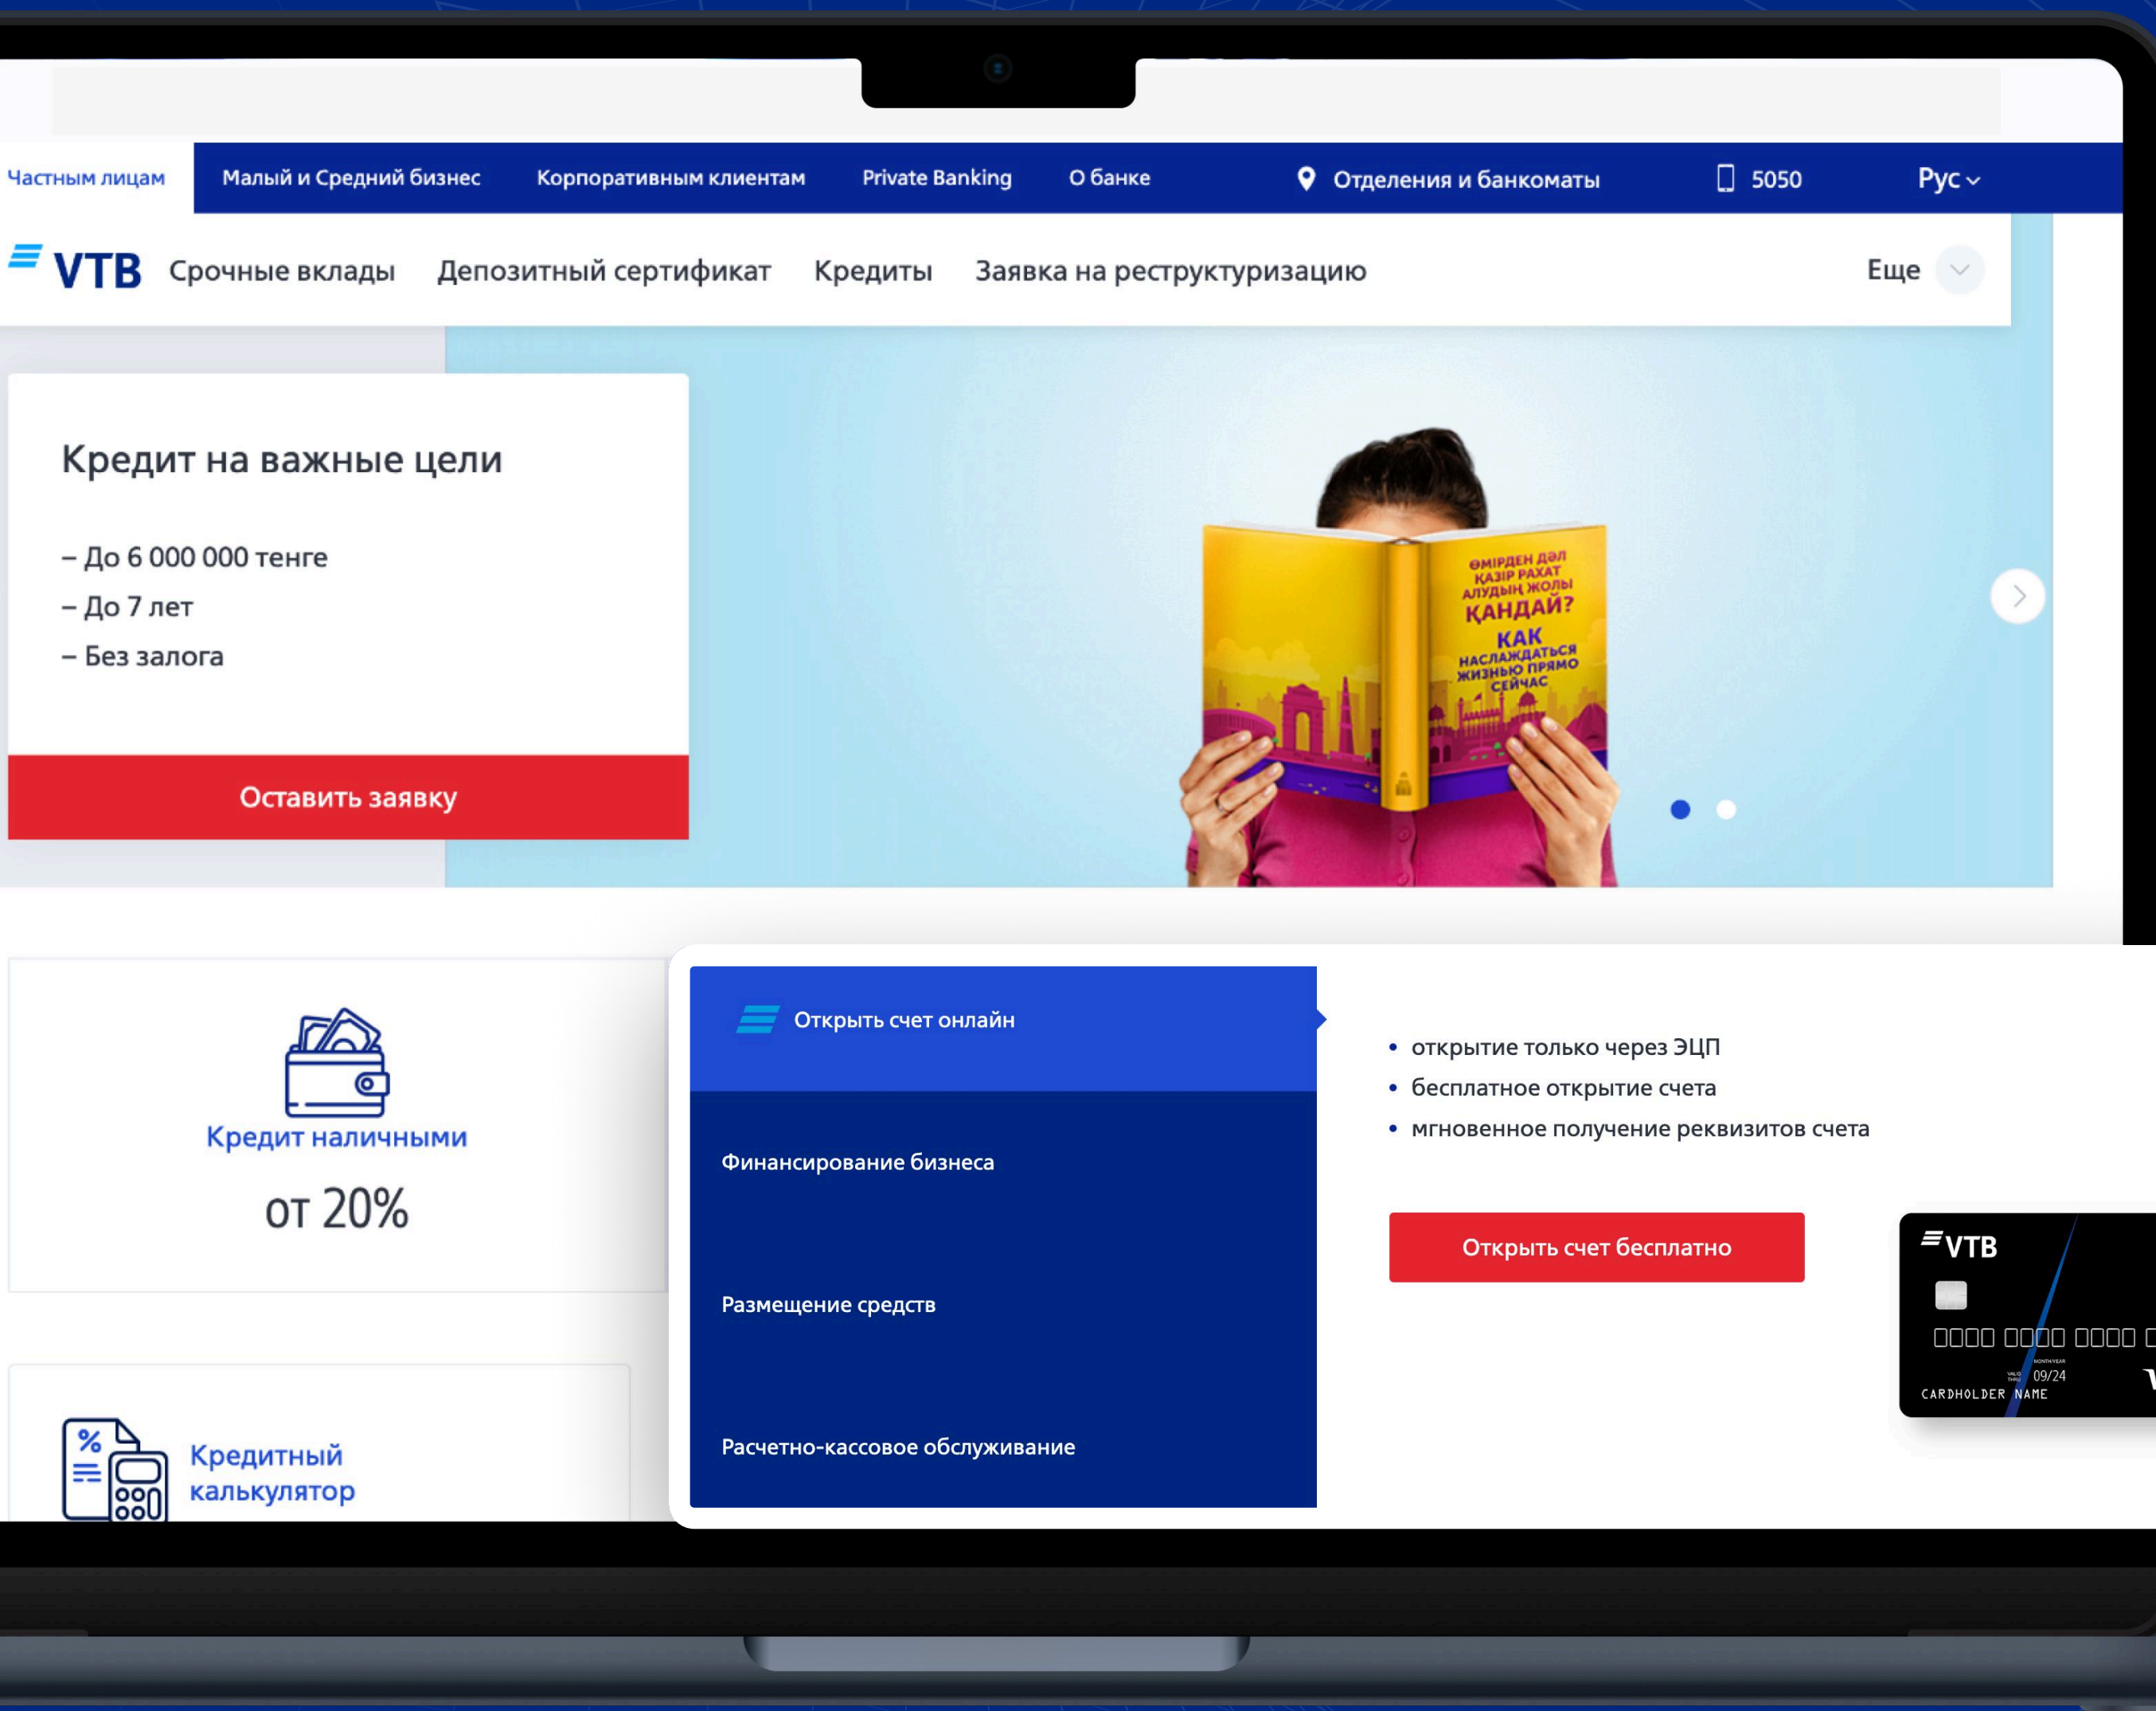 Частным лицам
Малый и Средний бизнес
Корпоративным клиентам
Private Banking
О банке
Отделения и банкоматы
5050
Рус
VTB
Срочные вклады
Депозитный сертификат
Кредиты
Заявка на реструктуризацию
Еще
Кредит на важные цели
– До 6 000 000 тенге
– До 7 лет
– Без залога
Оставить заявку
ӨМІРДЕН ДӘЛ
ҚАЗІР РАХАТ
АЛУДЫҢ ЖОЛЫ
ҚАНДАЙ?
КАК
НАСЛАЖДАТЬСЯ
ЖИЗНЬЮ ПРЯМО
СЕЙЧАС
Кредит наличными
от 20%
Кредитный
калькулятор
Открыть счет онлайн
Финансирование бизнеса
Размещение средств
Расчетно-кассовое обслуживание
• открытие только через ЭЦП
• бесплатное открытие счета
• мгновенное получение реквизитов счета
Открыть счет бесплатно
VTB
MONTH/YEAR
VALID
THRU
09/24
CARDHOLDER NAME